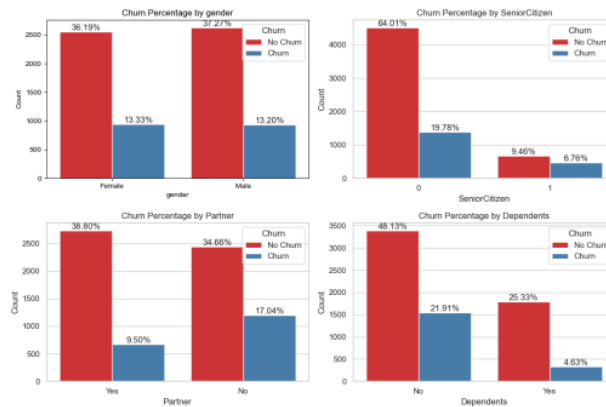 Churn Percentage by gender
36.19%
37.27%
13.33%
13.20%
Churn
No Churn
Churn
Count
2500
2000
1500
1000
500
0
Female
Male
gender
Churn Percentage by SeniorCitizen
64.01%
19.78%
9.46%
6.76%
Churn
No Churn
Churn
Count
4000
3000
2000
1000
0
0
1
SeniorCitizen
Churn Percentage by Partner
38.80%
34.66%
9.50%
17.04%
Churn
No Churn
Churn
Count
2500
2000
1500
1000
500
0
Yes
No
Partner
Churn Percentage by Dependents
48.13%
21.91%
25.33%
4.63%
Churn
No Churn
Churn
Count
3500
3000
2500
2000
1500
1000
500
0
No
Yes
Dependents